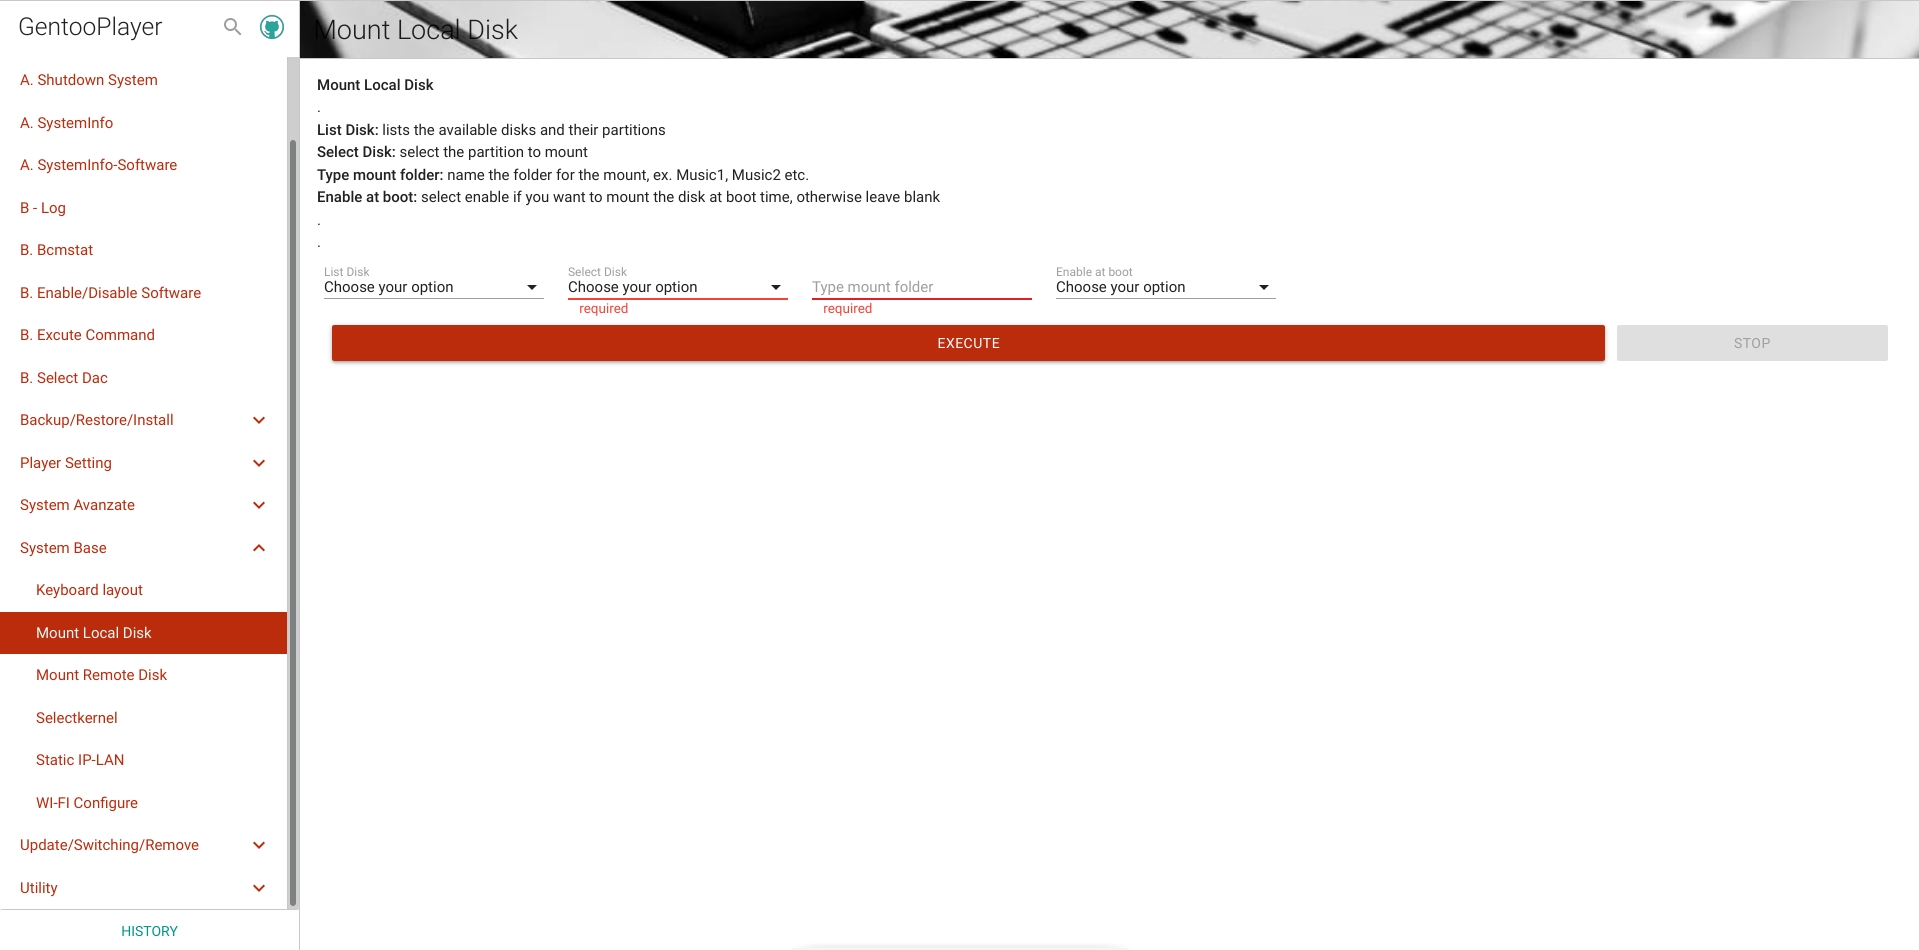 GentooPlayer
Mount Local Disk
A. Shutdown System
A. SystemInfo
A. SystemInfo-Software
B - Log
B. Bcmstat
B. Enable/Disable Software
B. Excute Command
B. Select Dac
Backup/Restore/Install
Player Setting
System Avanzate
System Base
Keyboard layout
Mount Local Disk
Mount Remote Disk
Selectkernel
Static IP-LAN
WI-FI Configure
Update/Switching/Remove
Utility
HISTORY
Mount Local Disk
.
List Disk: lists the available disks and their partitions
Select Disk: select the partition to mount
Type mount folder: name the folder for the mount, ex. Music1, Music2 etc.
Enable at boot: select enable if you want to mount the disk at boot time, otherwise leave blank
.
.
List Disk
Choose your option
Select Disk
Choose your option
required
Type mount folder
required
Enable at boot
Choose your option
EXECUTE
STOP